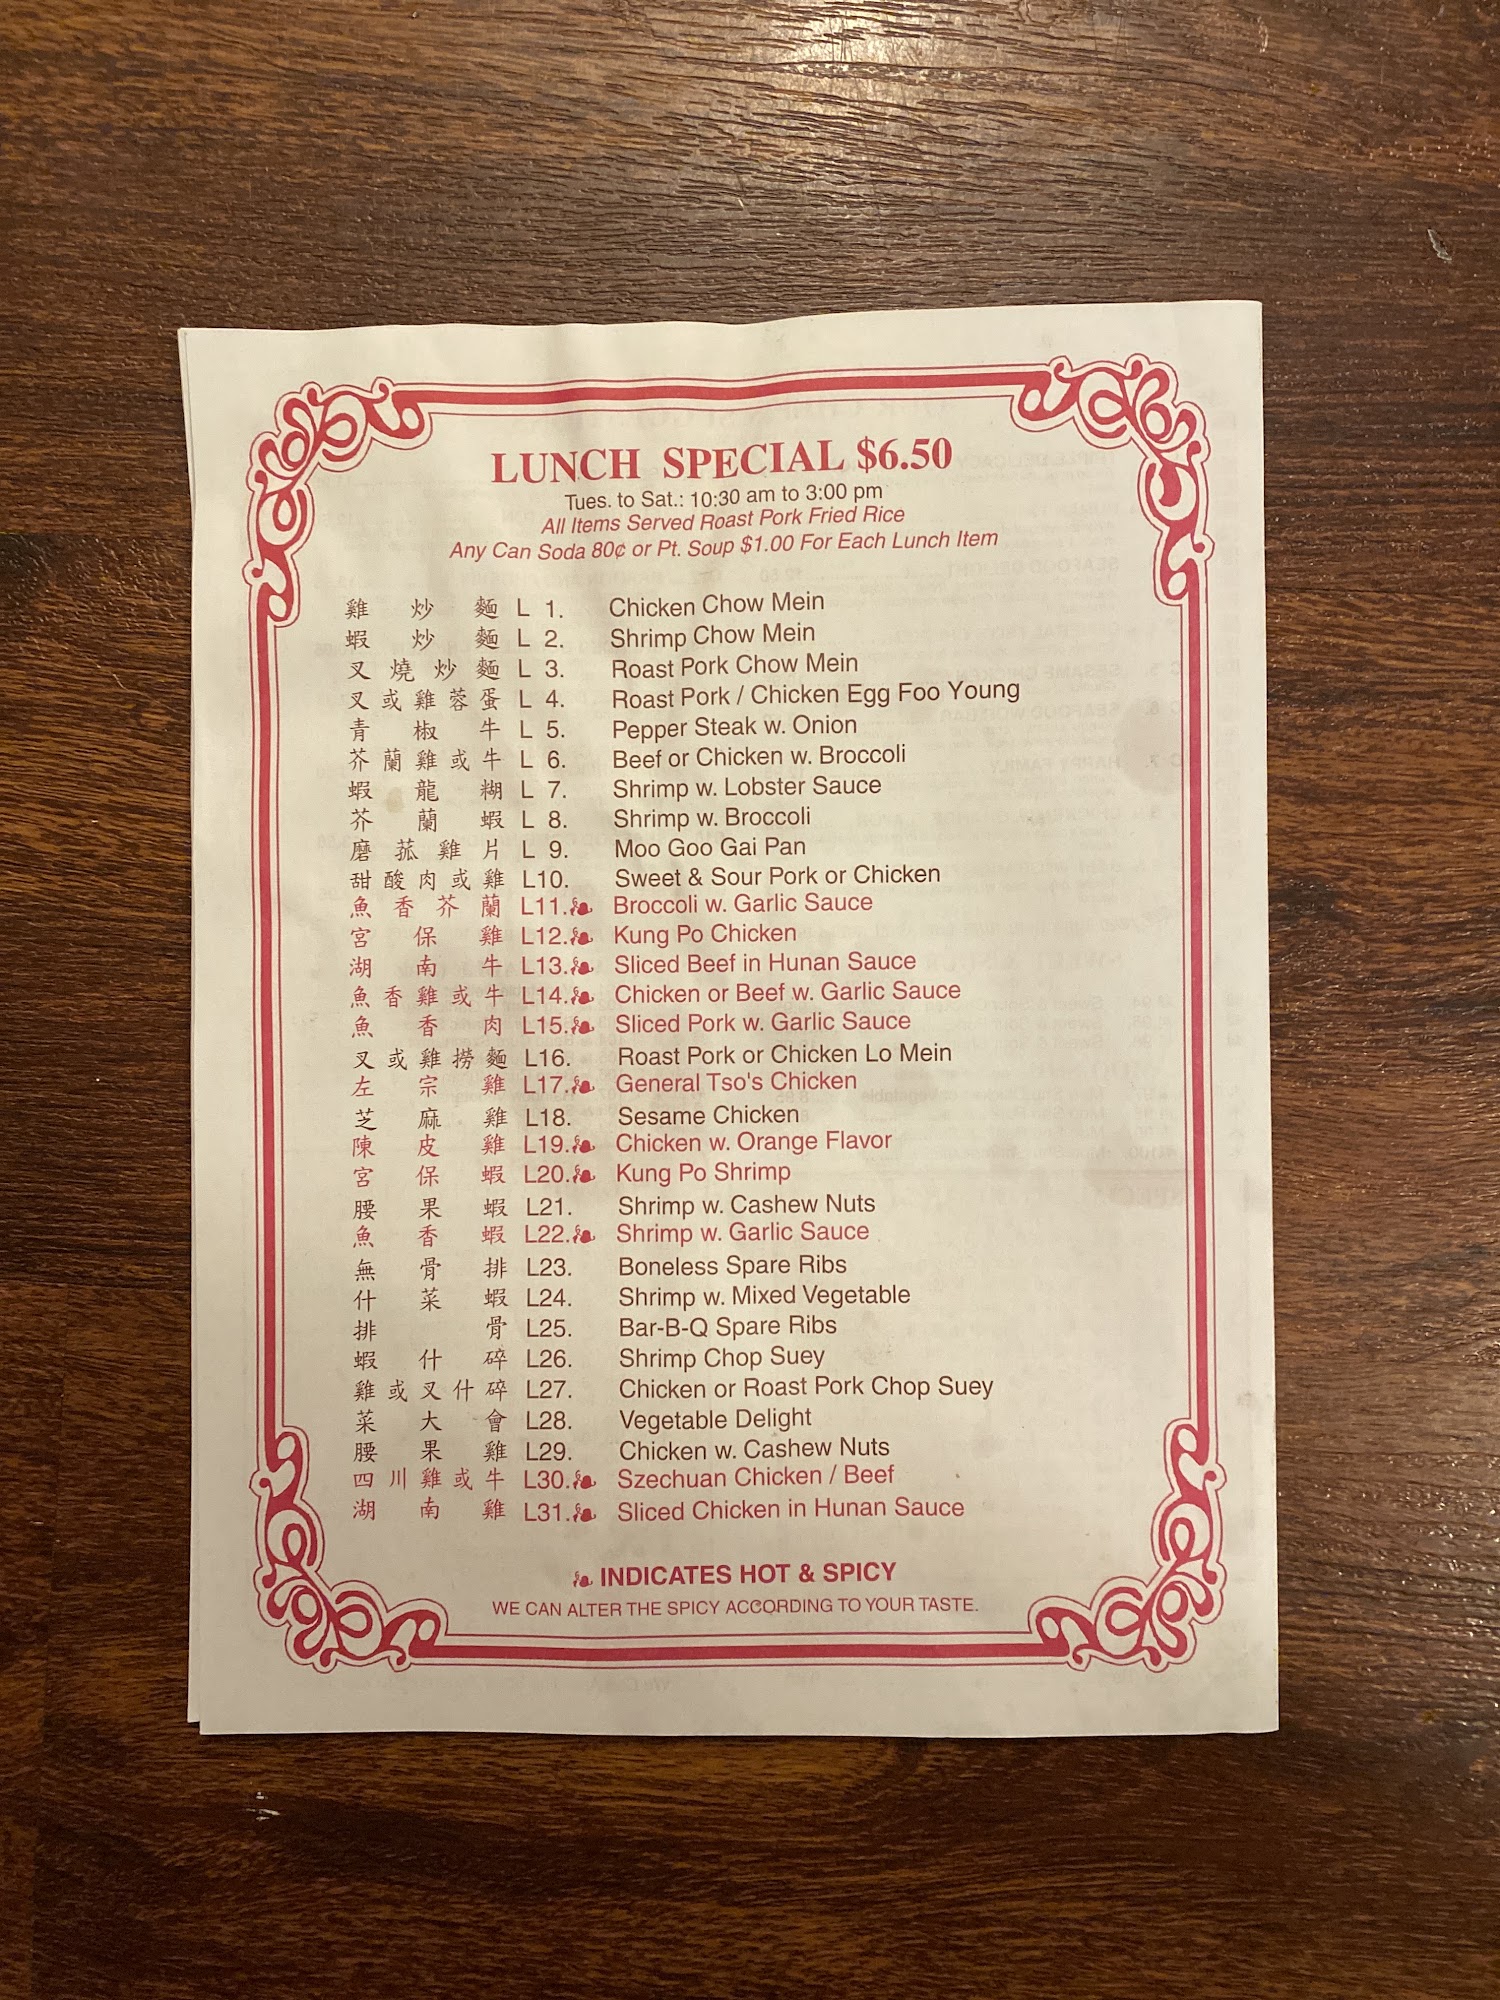 LUNCH SPECIAL $6.50
Tues. to Sat.: 10:30 am to 3:00 pm
All Items Served Roast Pork Fried Rice
Any Can Soda 80¢ or Pt. Soup $1.00 For Each Lunch Item
雞炒麵 L 1. Chicken Chow Mein
蝦炒麵 L 2. Shrimp Chow Mein
叉燒炒麵 L 3. Roast Pork Chow Mein
叉或雞蓉蛋 L 4. Roast Pork / Chicken Egg Foo Young
青椒牛 L 5. Pepper Steak w. Onion
芥蘭雞或牛 L 6. Beef or Chicken w. Broccoli
蝦龍糊 L 7. Shrimp w. Lobster Sauce
芥蘭蝦 L 8. Shrimp w. Broccoli
磨菰雞片 L 9. Moo Goo Gai Pan
甜酸肉或雞 L10. Sweet & Sour Pork or Chicken
魚香芥蘭 L11. Broccoli w. Garlic Sauce
宮保雞 L12. Kung Po Chicken
湖南牛 L13. Sliced Beef in Hunan Sauce
魚香雞或牛 L14. Chicken or Beef w. Garlic Sauce
魚香肉 L15. Sliced Pork w. Garlic Sauce
叉或雞撈麵 L16. Roast Pork or Chicken Lo Mein
左宗雞 L17. General Tso's Chicken
芝麻雞 L18. Sesame Chicken
陳皮雞 L19. Chicken w. Orange Flavor
宮保蝦 L20. Kung Po Shrimp
腰果蝦 L21. Shrimp w. Cashew Nuts
魚香蝦 L22. Shrimp w. Garlic Sauce
無骨排 L23. Boneless Spare Ribs
什菜蝦 L24. Shrimp w. Mixed Vegetable
排骨 L25. Bar-B-Q Spare Ribs
蝦什碎 L26. Shrimp Chop Suey
雞或叉什碎 L27. Chicken or Roast Pork Chop Suey
菜大會 L28. Vegetable Delight
腰果雞 L29. Chicken w. Cashew Nuts
四川雞或牛 L30. Szechuan Chicken / Beef
湖南雞 L31. Sliced Chicken in Hunan Sauce
INDICATES HOT & SPICY
WE CAN ALTER THE SPICY ACCORDING TO YOUR TASTE.